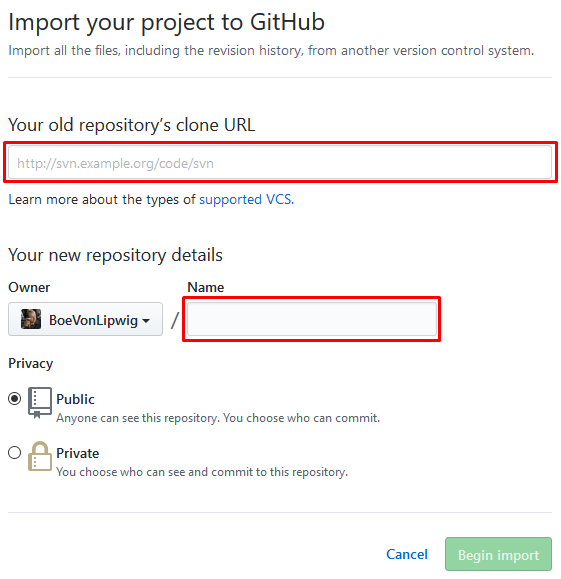 Import your project to GitHub
Import all the files, including the revision history, from another version control system.
Your old repository's clone URL
http://svn.example.org/code/svn
Learn more about the types of supported VCS.
Your new repository details
Owner
Name
BoeVonLipwig
/
Privacy
Public
Anyone can see this repository. You choose who can commit.
Private
You choose who can see and commit to this repository.
Cancel
Begin import